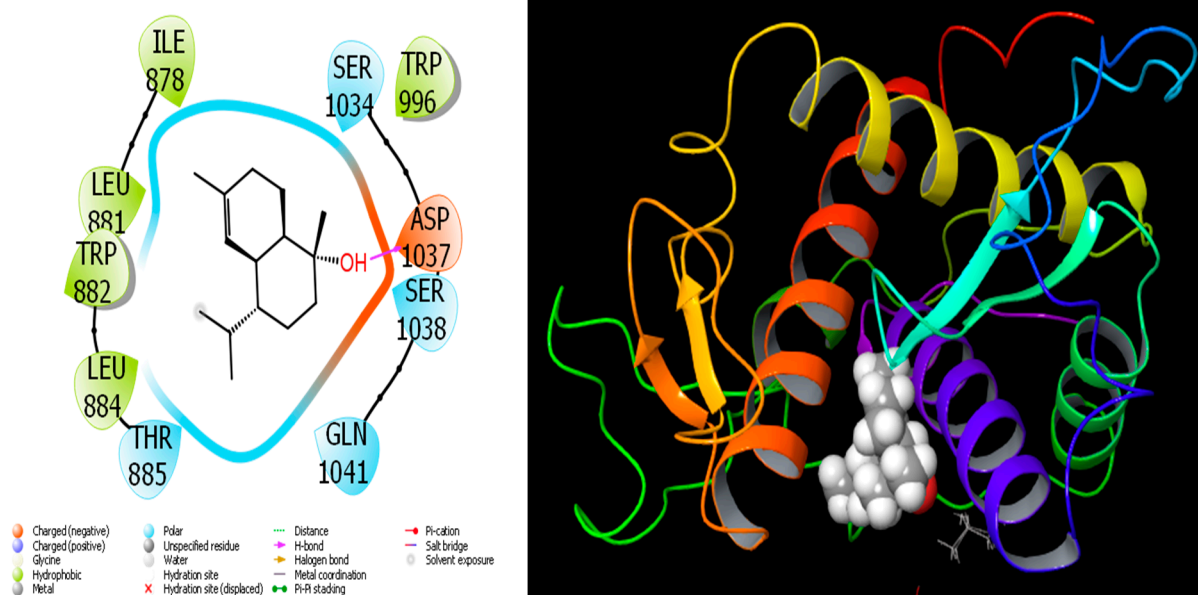 ILE
878
SER
1034
TRP
996
LEU
881
ASP
1037
TRP
882
OH
SER
1038
LEU
884
THR
885
GLN
1041
Charged (negative)
Charged (positive)
Glycine
Hydrophobic
Metal
Polar
Unspecified residue
Water
Hydration site
Hydration site (displaced)
Distance
H-bond
Halogen bond
Metal coordination
Pi-Pi stacking
Pi-cation
Salt bridge
Solvent exposure